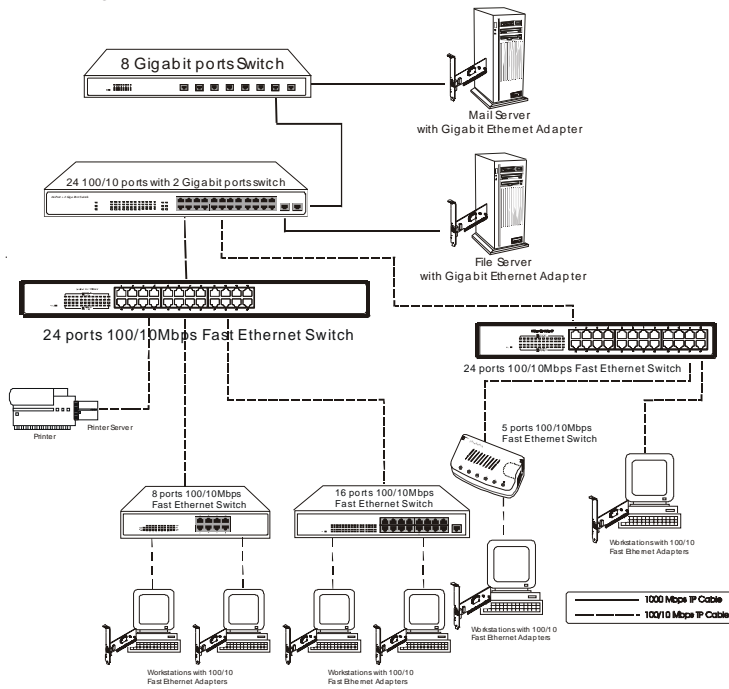 8 Gigabit ports Switch
Mail Server
with Gigabit Ethernet Adapter
24 100/10 ports with 2 Gigabit ports switch
File Server
with Gigabit Ethernet Adapter
24 ports 100/10Mbps Fast Ethernet Switch
24 ports 100/10Mbps Fast Ethernet Switch
Printer
Printer Server
5 ports 100/10Mbps
Fast Ethernet Switch
8 ports 100/10Mbps
Fast Ethernet Switch
16 ports 100/10Mbps
Fast Ethernet Switch
Workstations with 100/10
Fast Ethernet Adapters
Workstations with 100/10
Fast Ethernet Adapters
Workstations with 100/10
Fast Ethernet Adapters
Workstations with 100/10
Fast Ethernet Adapters
1000 Mbps TP Cable
100/10 Mbps TP Cable